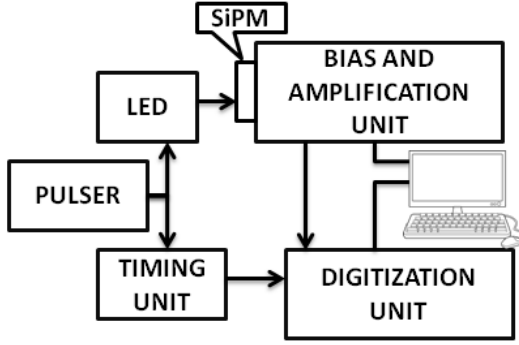 SiPM
BIAS AND
AMPLIFICATION
UNIT
LED
PULSER
TIMING
UNIT
DIGITIZATION
UNIT